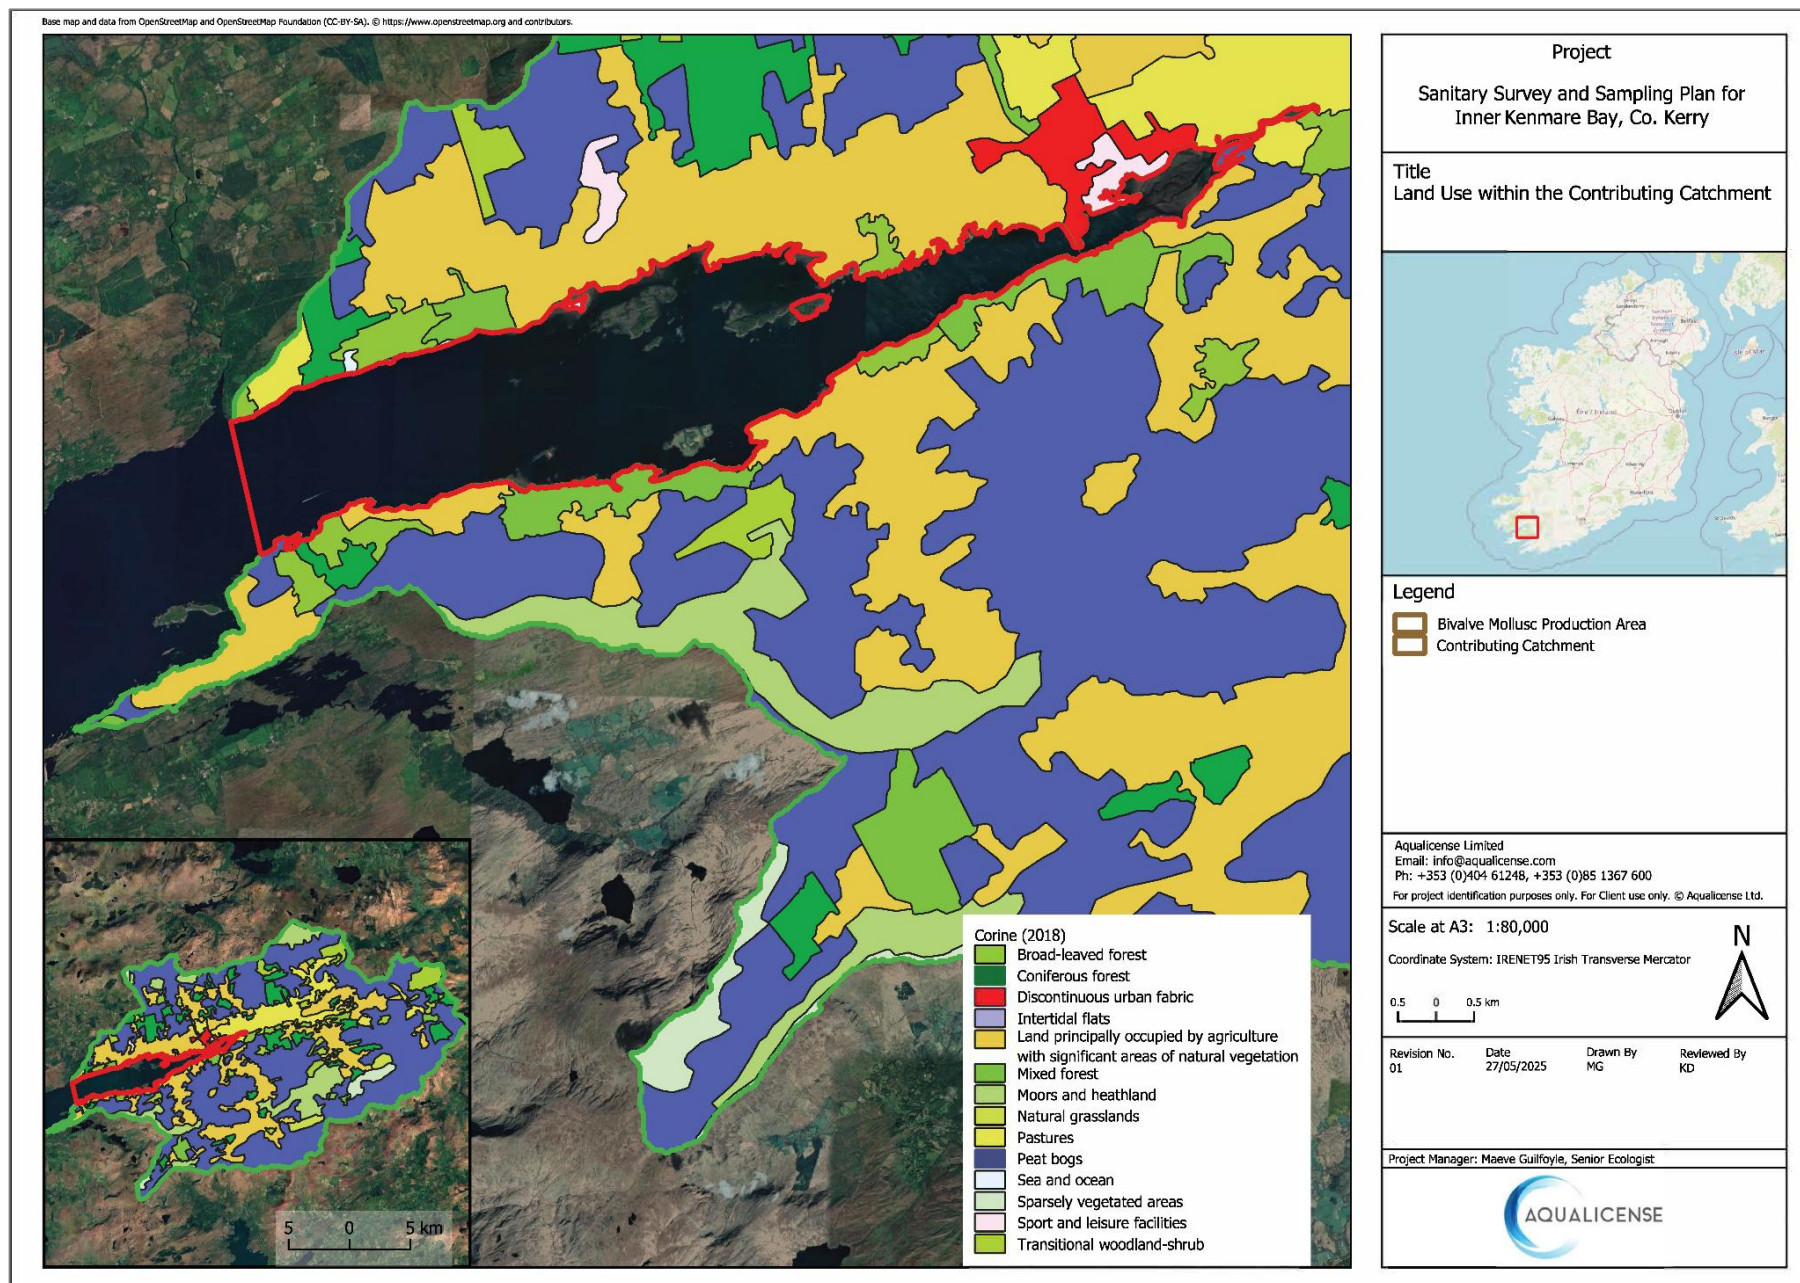 Base map and data from OpenStreetMap and OpenStreetMap Foundation (CC-BY-SA). © https://www.openstreetmap.org and contributors.
Project
Sanitary Survey and Sampling Plan for
Inner Kenmare Bay, Co. Kerry
Title
Land Use within the Contributing Catchment
Legend
Bivalve Mollusc Production Area
Contributing Catchment
Aqualicense Limited
Email: info@aqualicense.com
Ph: +353 (0)404 61248, +353 (0)85 1367 600
For project identification purposes only. For Client use only. © Aqualicense Ltd.
Scale at A3: 1:80,000
Coordinate System: IRENET95 Irish Transverse Mercator
N
0.5 0 0.5 km
Revision No. Date Drawn By Reviewed By
01 27/05/2025 MG KD
Project Manager: Maeve Guilfoyle, Senior Ecologist
AQUALICENSE
Corine (2018)
Broad-leaved forest
Coniferous forest
Discontinuous urban fabric
Intertidal flats
Land principally occupied by agriculture
with significant areas of natural vegetation
Mixed forest
Moors and heathland
Natural grasslands
Pastures
Peat bogs
Sea and ocean
Sparsely vegetated areas
Sport and leisure facilities
Transitional woodland-shrub
5 0 5 km